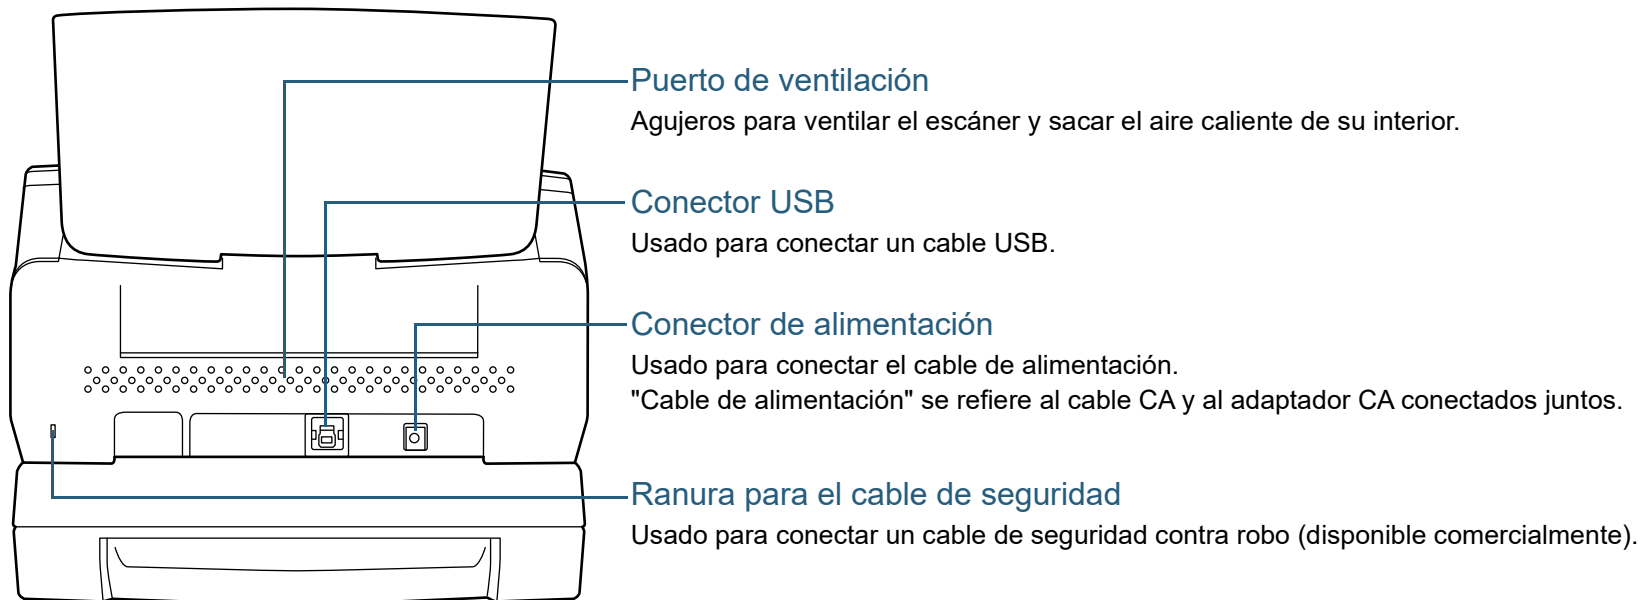 Puerto de ventilación
Agujeros para ventilar el escáner y sacar el aire caliente de su interior.
Conector USB
Usado para conectar un cable USB.
Conector de alimentación
Usado para conectar el cable de alimentación.
"Cable de alimentación" se refiere al cable CA y al adaptador CA conectados juntos.
Ranura para el cable de seguridad
Usado para conectar un cable de seguridad contra robo (disponible comercialmente).